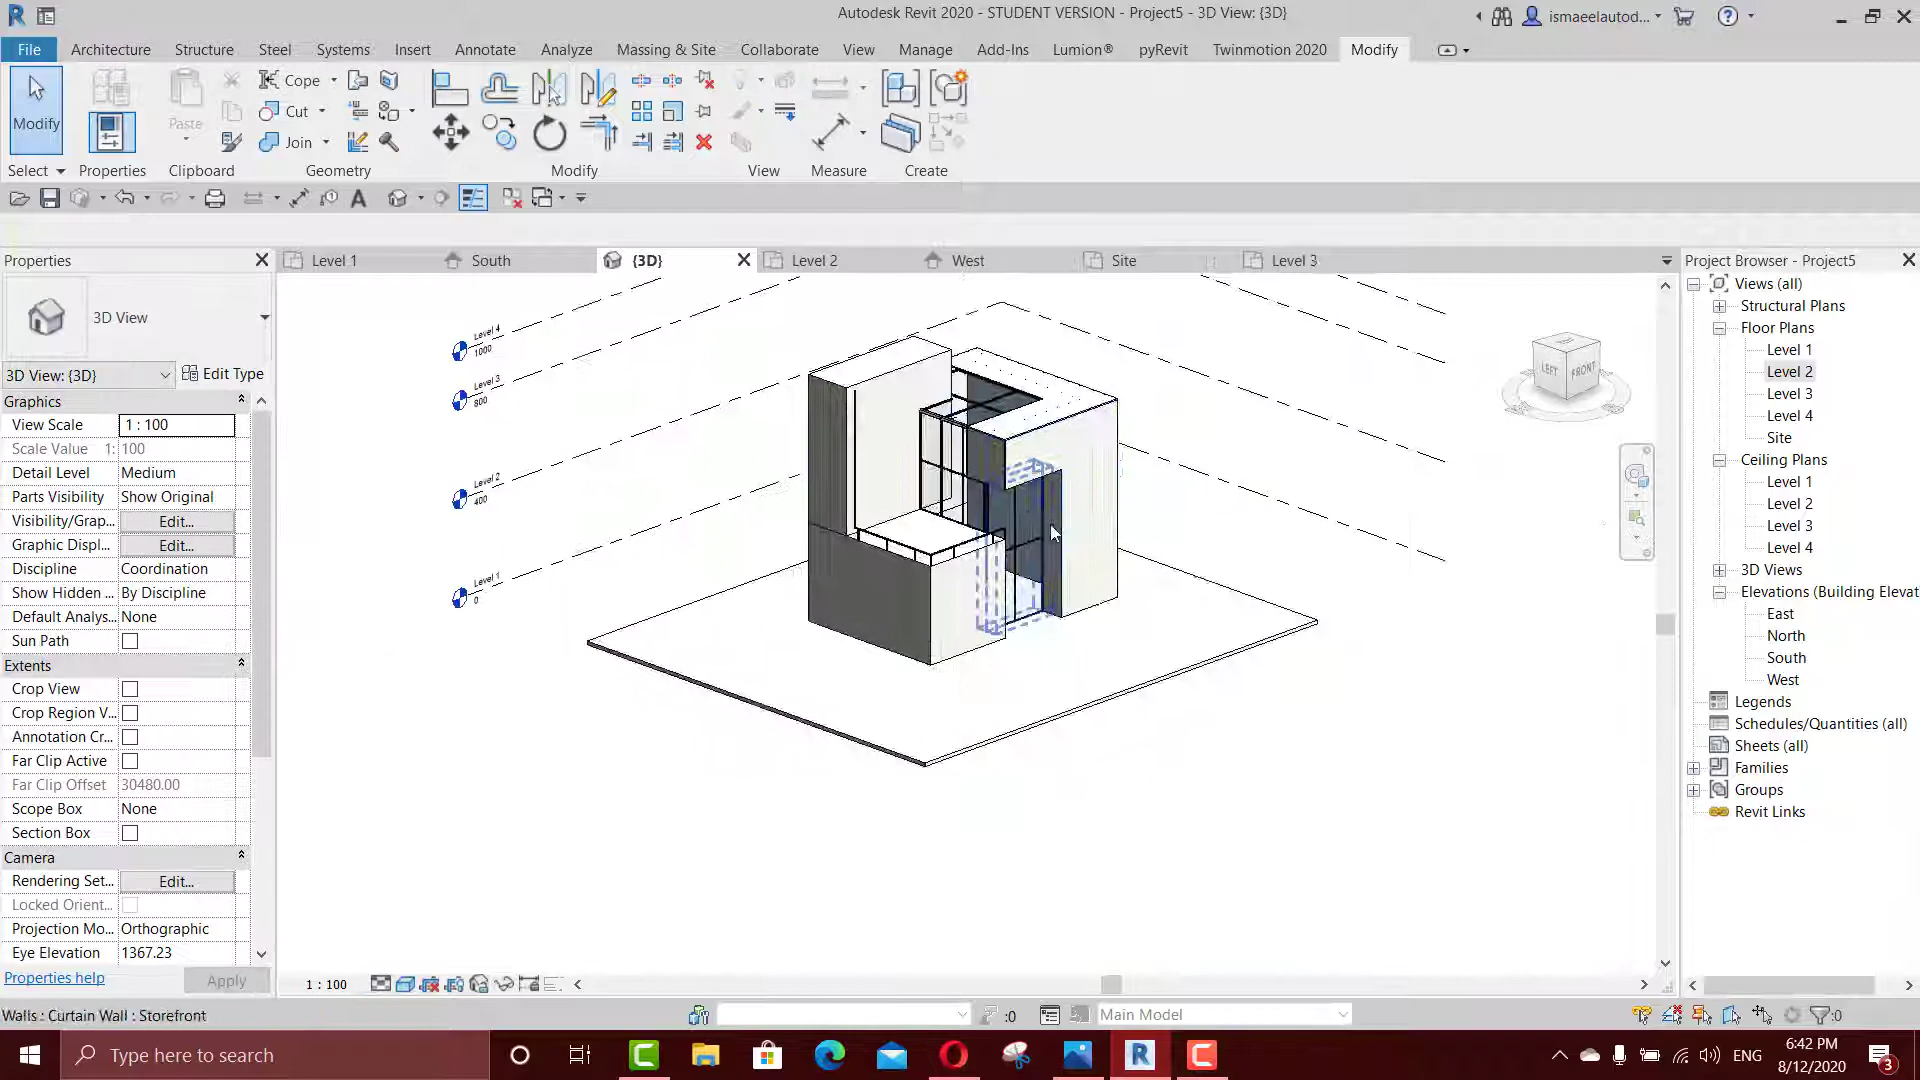 Autodesk Revit 2020 - STUDENT VERSION - Project5 - 3D View: {3D}
ismaeelautod...
File Architecture Structure Steel Systems Insert Annotate Analyze Massing & Site Collaborate View Manage Add-Ins Lumion® pyRevit Twinmotion 2020 Modify
Modify
Paste
Cope
Cut
Join
Select Properties Clipboard Geometry Modify View Measure Create
Properties
Level 1 South {3D} Level 2 West Site Level 3
Project Browser - Project5
3D View
3D View: {3D}
Edit Type
Graphics
View Scale 1 : 100
Scale Value 1: 100
Detail Level Medium
Parts Visibility Show Original
Visibility/Grap... Edit...
Graphic Displ... Edit...
Discipline Coordination
Show Hidden ... By Discipline
Default Analys... None
Sun Path
Extents
Crop View
Crop Region V...
Annotation Cr...
Far Clip Active
Far Clip Offset 30480.00
Scope Box None
Section Box
Camera
Rendering Set... Edit...
Locked Orient...
Projection Mo... Orthographic
Eye Elevation 1367.23
Properties help
Apply
Level 4
1000
Level 3
800
Level 2
400
Level 1
0
LEFT FRONT
Views (all)
Structural Plans
Floor Plans
Level 1
Level 2
Level 3
Level 4
Site
Ceiling Plans
Level 1
Level 2
Level 3
Level 4
3D Views
Elevations (Building Elevat
East
North
South
West
Legends
Schedules/Quantities (all)
Sheets (all)
Families
Groups
Revit Links
1 : 100
Walls : Curtain Wall : Storefront
:0
Main Model
:0
Type here to search
ENG
6:42 PM
8/12/2020
3